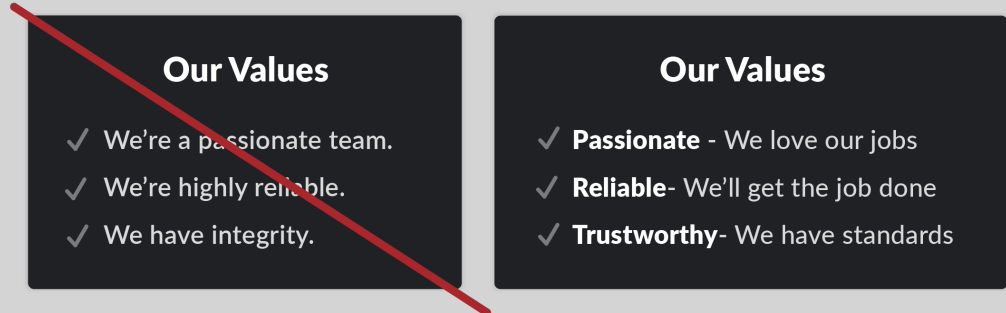 Our Values
We're a passionate team.
We're highly reliable.
We have integrity.
Our Values
Passionate - We love our jobs
Reliable- We'll get the job done
Trustworthy- We have standards